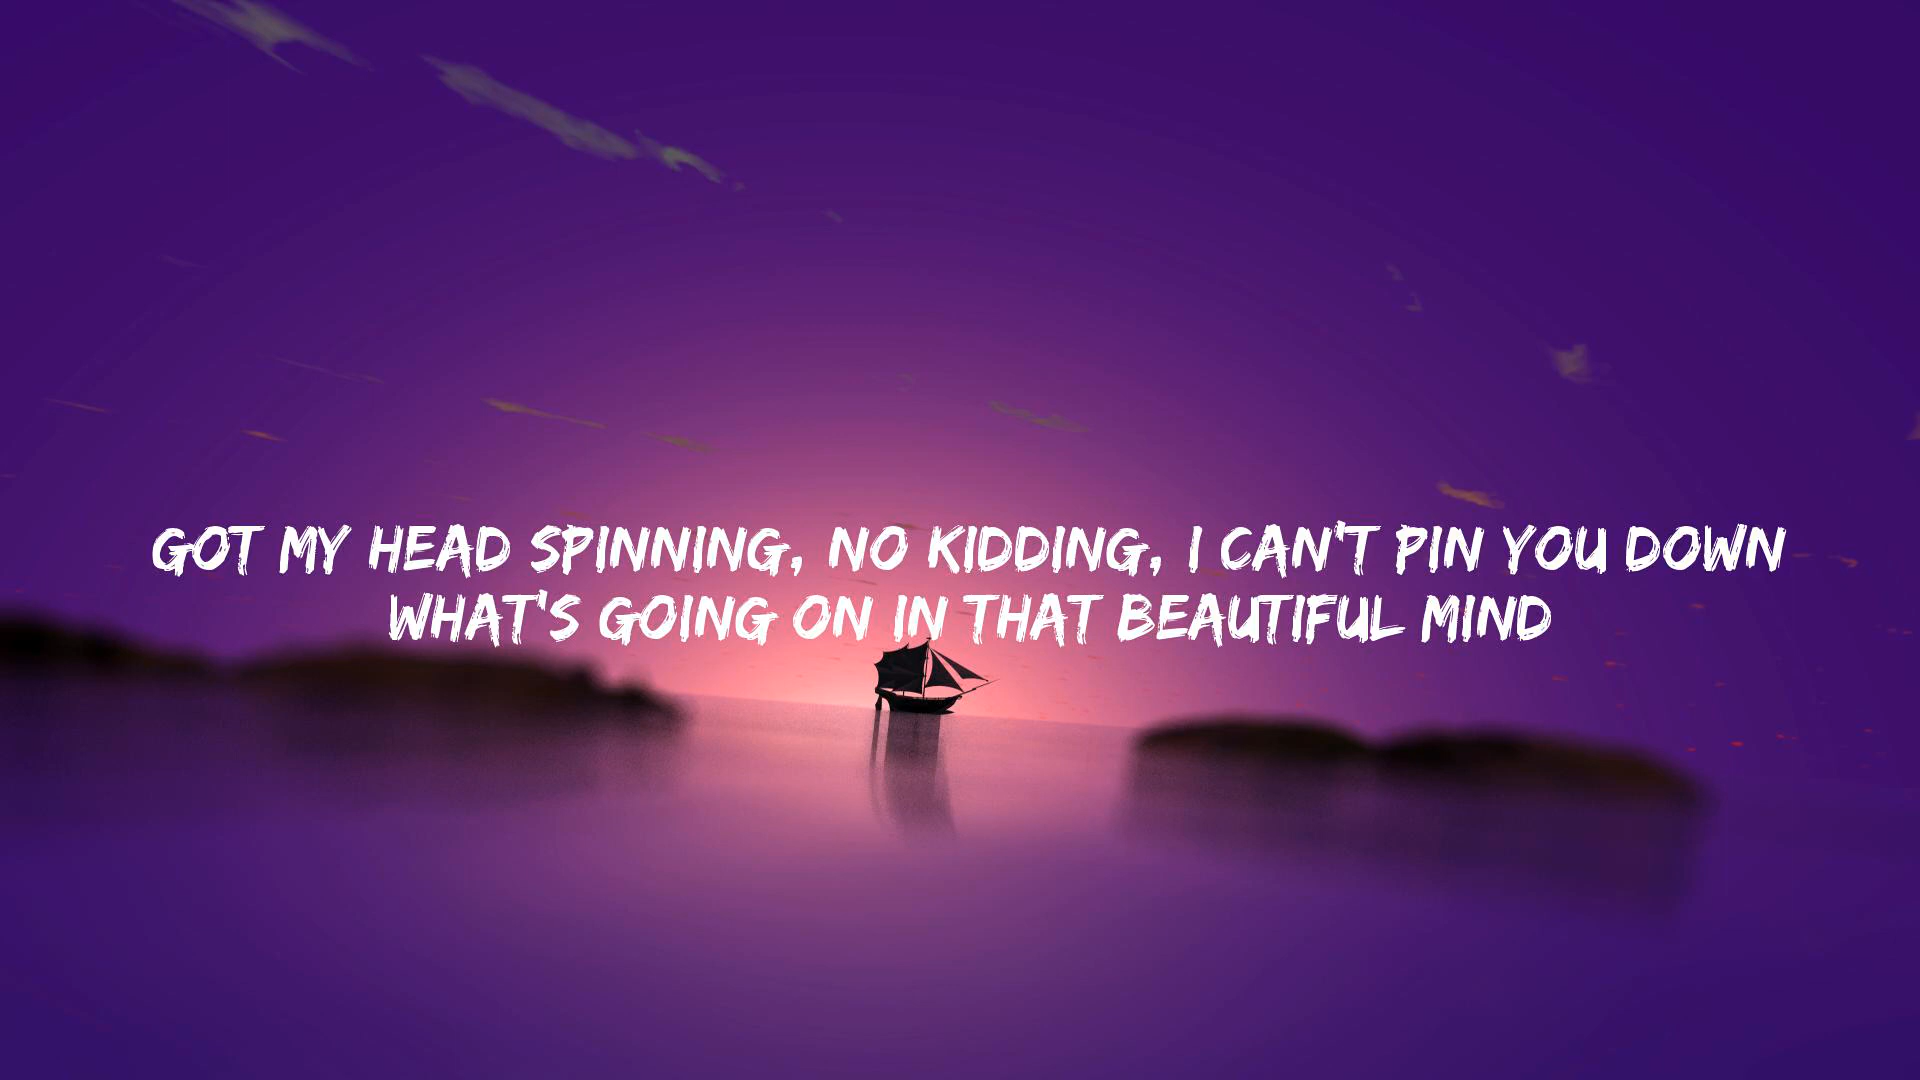 GOT MY HEAD SPINNING, NO KIDDING, I CAN'T PIN YOU DOWN
WHAT'S GOING ON IN THAT BEAUTIFUL MIND